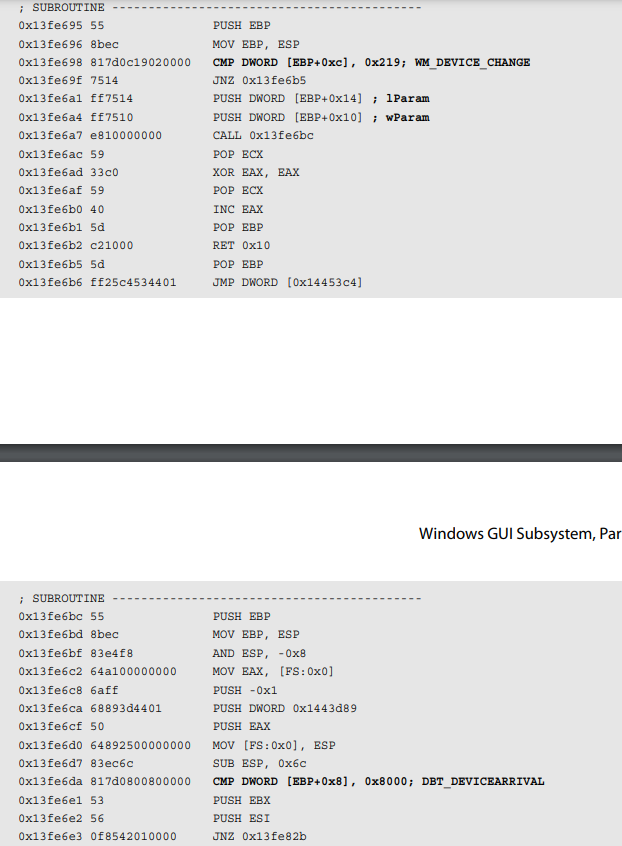 ; SUBROUTINE -------------------------------------------
0x13fe695 55 PUSH EBP
0x13fe696 8bec MOV EBP, ESP
0x13fe698 817d0c19020000 CMP DWORD [EBP+0xc], 0x219; WM_DEVICE_CHANGE
0x13fe69f 7514 JNZ 0x13fe6b5
0x13fe6a1 ff7514 PUSH DWORD [EBP+0x14] ; lParam
0x13fe6a4 ff7510 PUSH DWORD [EBP+0x10] ; wParam
0x13fe6a7 e810000000 CALL 0x13fe6bc
0x13fe6ac 59 POP ECX
0x13fe6ad 33c0 XOR EAX, EAX
0x13fe6af 59 POP ECX
0x13fe6b0 40 INC EAX
0x13fe6b1 5d POP EBP
0x13fe6b2 c21000 RET 0x10
0x13fe6b5 5d POP EBP
0x13fe6b6 ff25c4534401 JMP DWORD [0x14453c4]
Windows GUI Subsystem, Par
; SUBROUTINE -------------------------------------------
0x13fe6bc 55 PUSH EBP
0x13fe6bd 8bec MOV EBP, ESP
0x13fe6bf 83e4f8 AND ESP, -0x8
0x13fe6c2 64a100000000 MOV EAX, [FS:0x0]
0x13fe6c8 6aff PUSH -0x1
0x13fe6ca 68893d4401 PUSH DWORD 0x1443d89
0x13fe6cf 50 PUSH EAX
0x13fe6d0 64892500000000 MOV [FS:0x0], ESP
0x13fe6d7 83ec6c SUB ESP, 0x6c
0x13fe6da 817d0800800000 CMP DWORD [EBP+0x8], 0x8000; DBT_DEVICEARRIVAL
0x13fe6e1 53 PUSH EBX
0x13fe6e2 56 PUSH ESI
0x13fe6e3 0f8542010000 JNZ 0x13fe82b